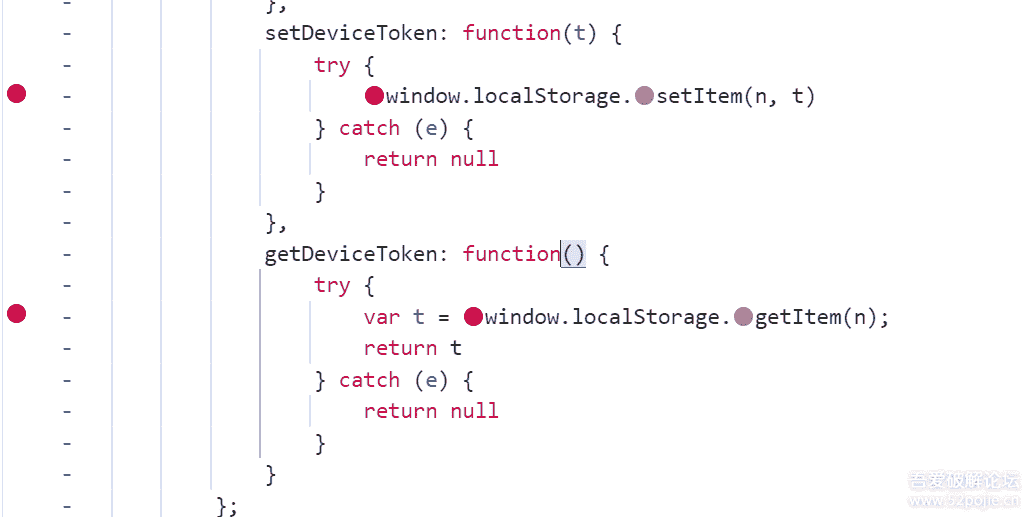 },
- setDeviceToken: function(t) {
- try {
- window.localStorage.setItem(n, t)
- } catch (e) {
- return null
- }
- },
- getDeviceToken: function() {
- try {
- var t = window.localStorage.getItem(n);
- return t
- } catch (e) {
- return null
- }
- }
- };
吾爱破解论坛
www.52pojie.cn